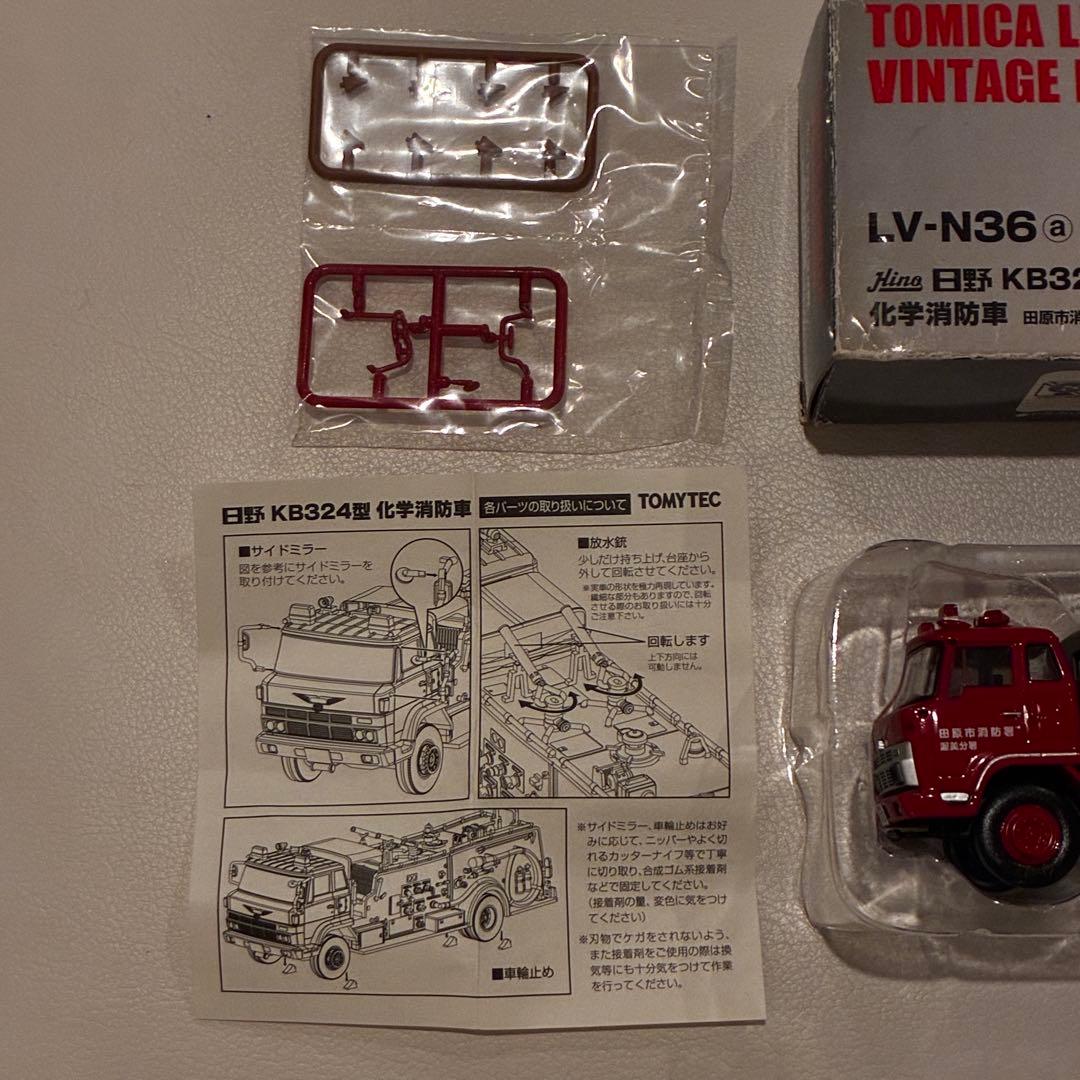 TOMICA L
VINTAGE
LV-N36 ⓐ
Hino 日野 KB32
化学消防車 田原市消
日野 KB324型 化学消防車 各パーツの取り扱いについて TOMYTEC
■サイドミラー
図を参考にサイドミラーを
取り付けてください。
■放水銃
少しだけ持ち上げ、台座から
外して回転させてください。
※実車の形状を極力再現しています。
繊細な部分もありますので、回転
させる際のお取り扱いには十分
ご注意下さい。
回転します
上下方向には
可動しません。
■車輪止め
※サイドミラー、車輪止めはお好
みに応じて、ニッパーやよく切
れるカッターナイフ等で丁寧
に切り取り、合成ゴム系接着剤
などで固定してください。
(接着剤の量、変色に気をつけ
てください)
※刃物でケガをされないよう、
また接着剤をご使用の際は換
気等にも十分気をつけて作業
を行ってください。
田原市消防署
渥美分署